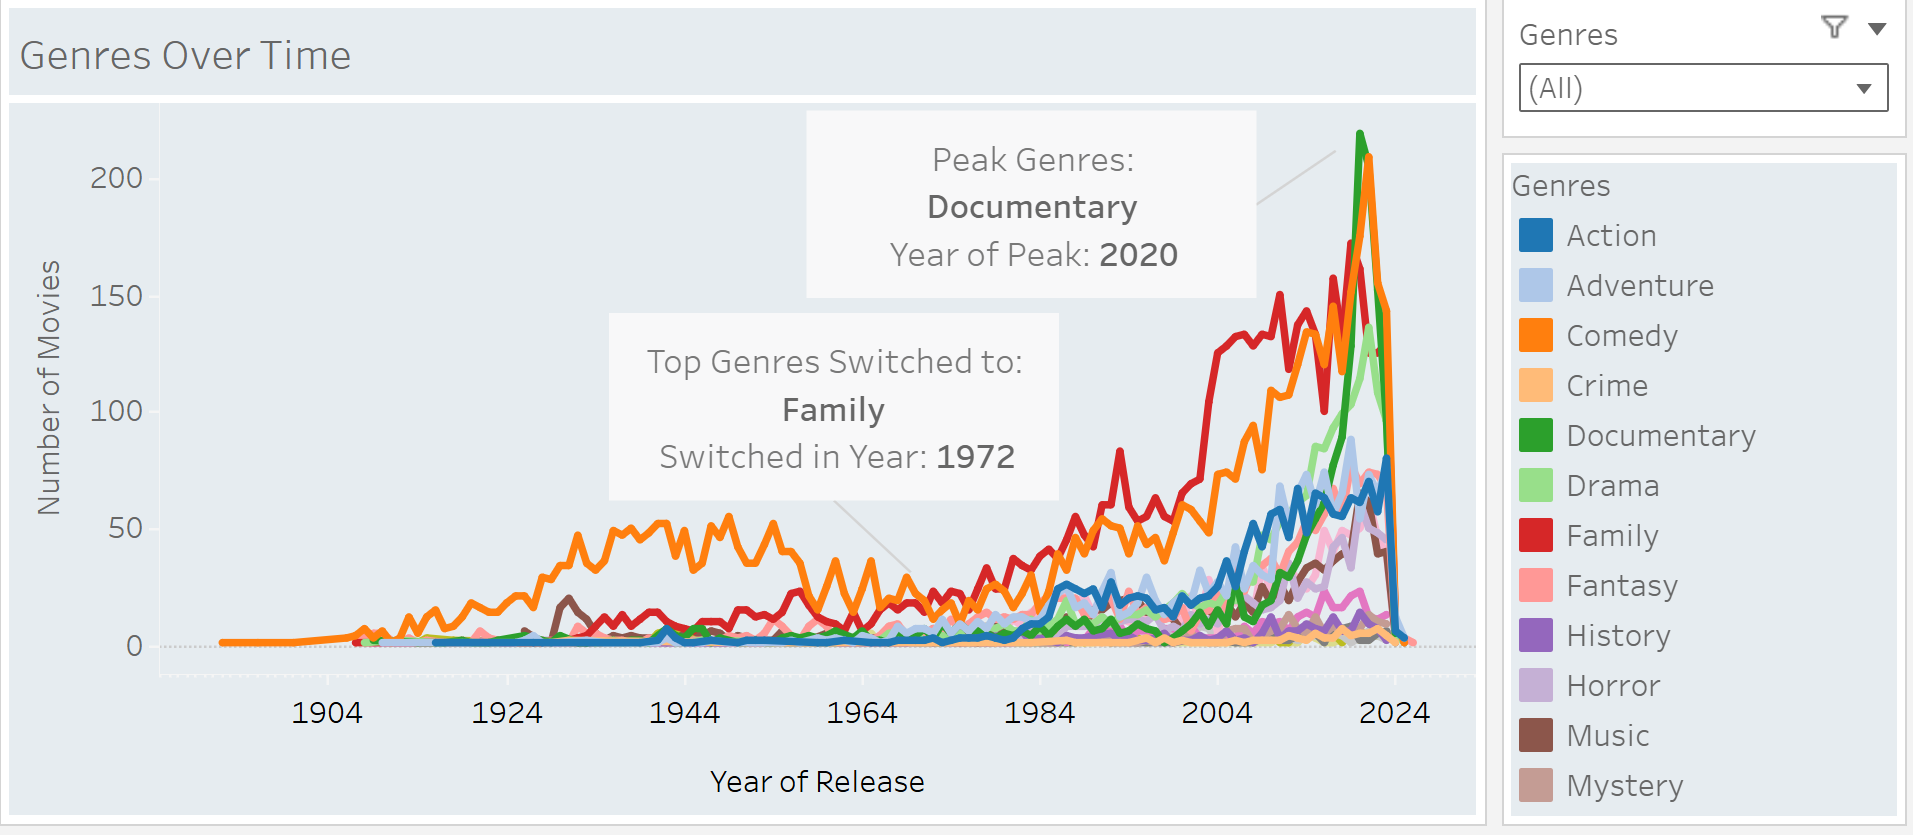 Genres Over Time
Peak Genres:
Documentary
Year of Peak: 2020
Top Genres Switched to:
Family
Switched in Year: 1972
Number of Movies
200
150
100
50
0
1904 1924 1944 1964 1984 2004 2024
Year of Release
Genres
(All)
Genres
Action
Adventure
Comedy
Crime
Documentary
Drama
Family
Fantasy
History
Horror
Music
Mystery